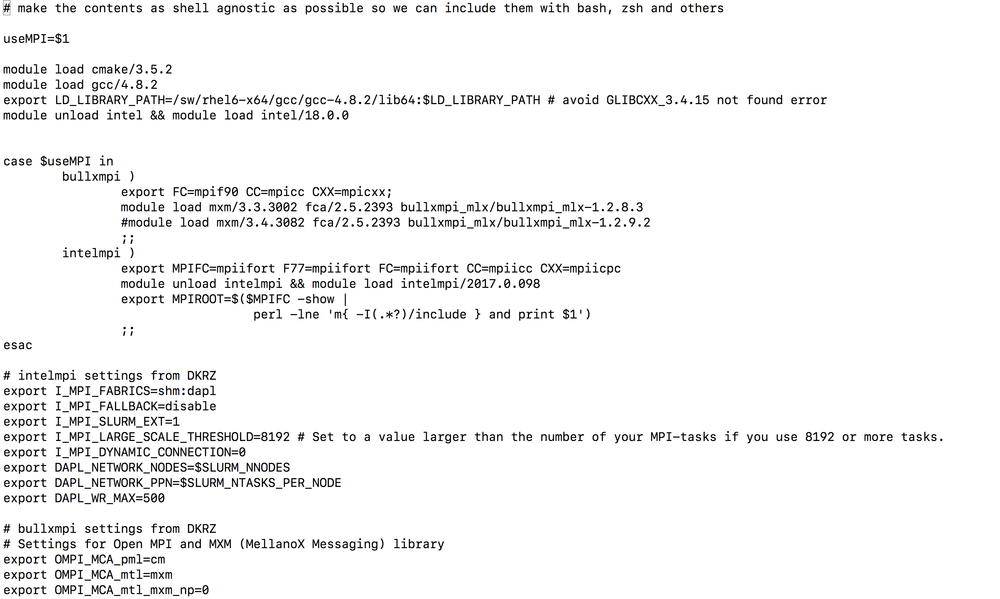 # make the contents as shell agnostic as possible so we can include them with bash, zsh and others
useMPI=$1
module load cmake/3.5.2
module load gcc/4.8.2
export LD_LIBRARY_PATH=/sw/rhel6-x64/gcc/gcc-4.8.2/lib64:$LD_LIBRARY_PATH # avoid GLIBCXX_3.4.15 not found error
module unload intel && module load intel/18.0.0
case $useMPI in
bullxmpi )
export FC=mpif90 CC=mpicc CXX=mpicxx;
module load mxm/3.3.3002 fca/2.5.2393 bullxmpi_mlx/bullxmpi_mlx-1.2.8.3
#module load mxm/3.4.3082 fca/2.5.2393 bullxmpi_mlx/bullxmpi_mlx-1.2.9.2
;;
intelmpi )
export MPIFC=mpiifort F77=mpiifort FC=mpiifort CC=mpiicc CXX=mpiicpc
module unload intelmpi && module load intelmpi/2017.0.098
export MPIROOT=$($MPIFC -show |
perl -lne 'm{ -I(.*?)/include } and print $1')
;;
esac
# intelmpi settings from DKRZ
export I_MPI_FABRICS=shm:dapl
export I_MPI_FALLBACK=disable
export I_MPI_SLURM_EXT=1
export I_MPI_LARGE_SCALE_THRESHOLD=8192 # Set to a value larger than the number of your MPI-tasks if you use 8192 or more tasks.
export I_MPI_DYNAMIC_CONNECTION=0
export DAPL_NETWORK_NODES=$SLURM_NNODES
export DAPL_NETWORK_PPN=$SLURM_NTASKS_PER_NODE
export DAPL_WR_MAX=500
# bullxmpi settings from DKRZ
# Settings for Open MPI and MXM (MellanoX Messaging) library
export OMPI_MCA_pml=cm
export OMPI_MCA_mtl=mxm
export OMPI_MCA_mtl_mxm_np=0